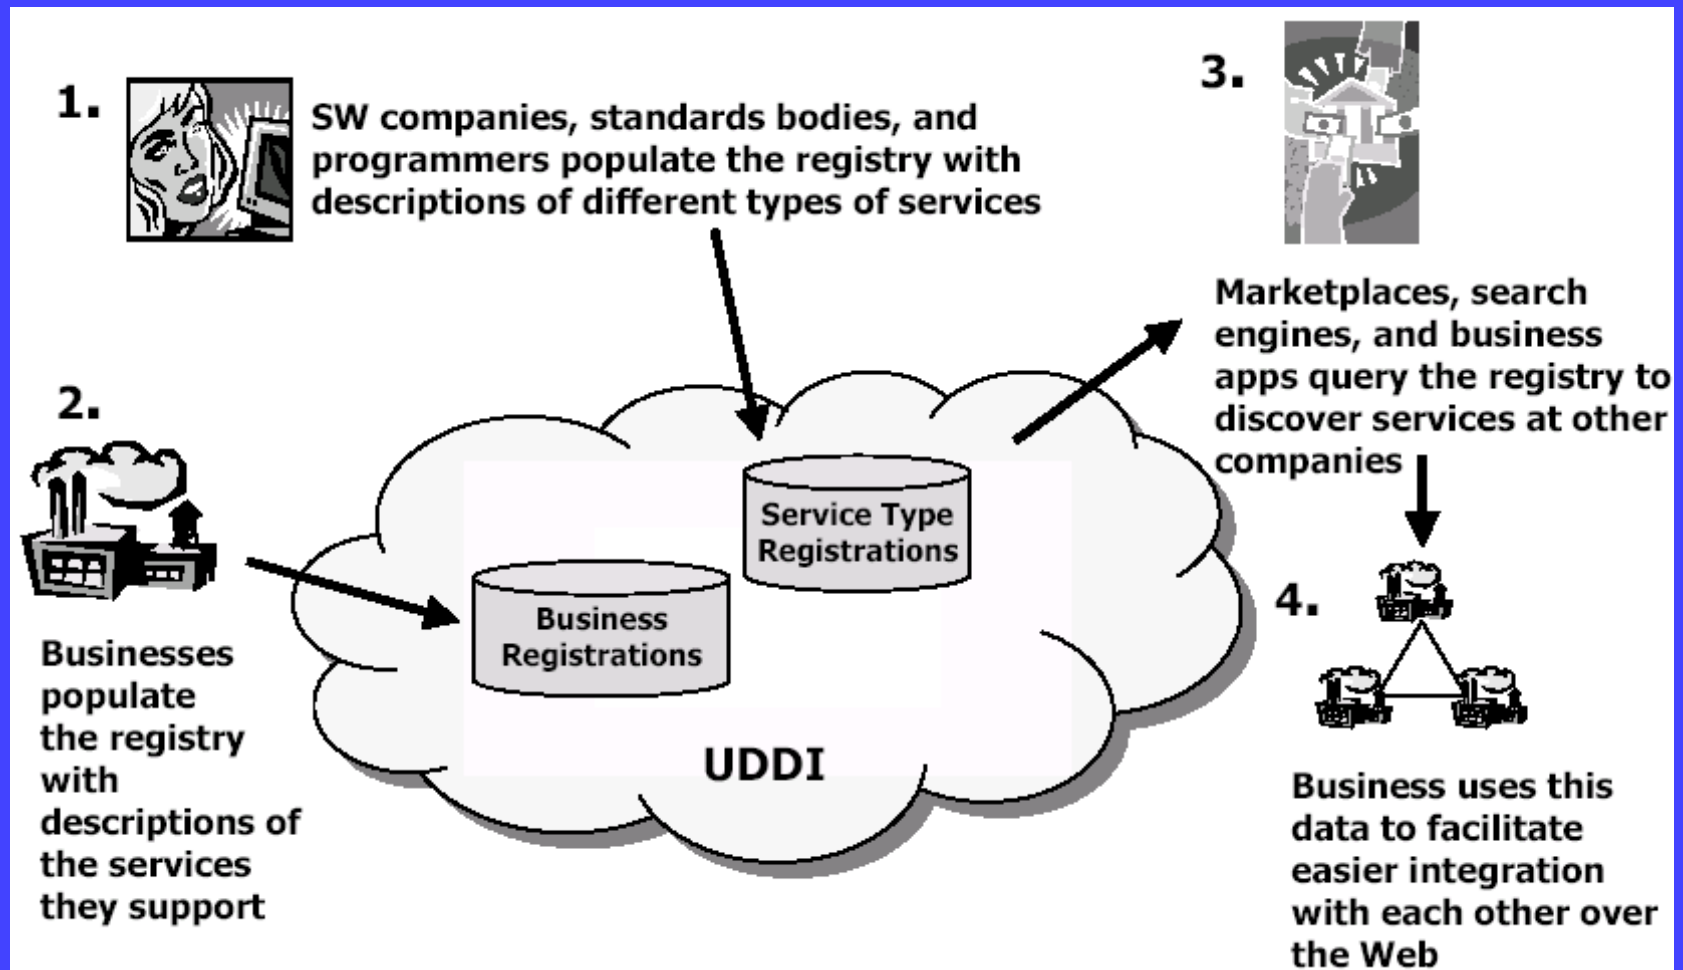 1.
SW companies, standards bodies, and
programmers populate the registry with
descriptions of different types of services
2.
Businesses
populate
the registry
with
descriptions of
the services
they support
Business
Registrations
Service Type
Registrations
UDDI
3.
Marketplaces, search
engines, and business
apps query the registry to
discover services at other
companies
4.
Business uses this
data to facilitate
easier integration
with each other over
the Web